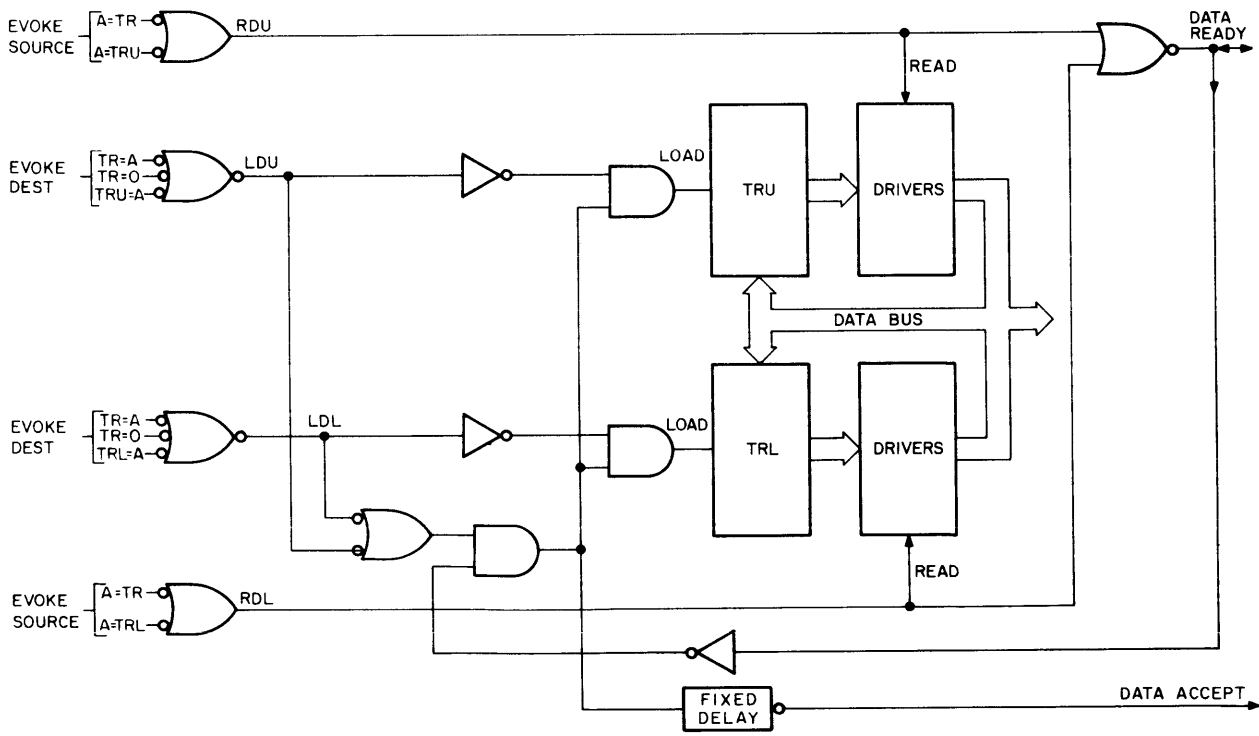 EVOKE
SOURCE
A=TR
A=TRU
RDU
DATA
READY
READ
EVOKE
DEST
TR=A
TR=O
TRU=A
LDU
LOAD
TRU
DRIVERS
DATA BUS
EVOKE
DEST
TR=A
TR=O
TRL=A
LDL
LOAD
TRL
DRIVERS
READ
EVOKE
SOURCE
A=TR
A=TRL
RDL
FIXED
DELAY
DATA ACCEPT